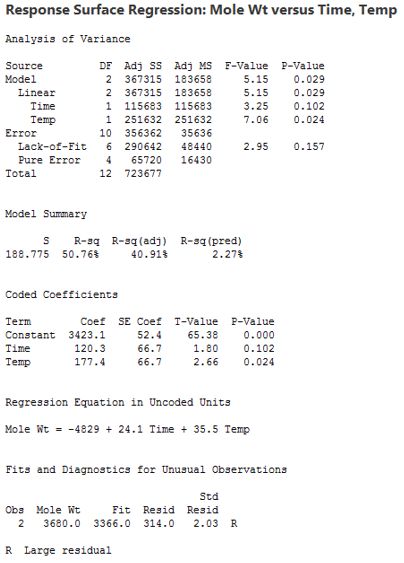 Response Surface Regression: Mole Wt versus Time, Temp
Analysis of Variance
Source DF Adj SS Adj MS F-Value P-Value
Model 2 367315 183658 5.15 0.029
Linear 2 367315 183658 5.15 0.029
Time 1 115683 115683 3.25 0.102
Temp 1 251632 251632 7.06 0.024
Error 10 356362 35636
Lack-of-Fit 6 290642 48440 2.95 0.157
Pure Error 4 65720 16430
Total 12 723677
Model Summary
S R-sq R-sq(adj) R-sq(pred)
188.775 50.76% 40.91% 2.27%
Coded Coefficients
Term Coef SE Coef T-Value P-Value
Constant 3423.1 52.4 65.38 0.000
Time 120.3 66.7 1.80 0.102
Temp 177.4 66.7 2.66 0.024
Regression Equation in Uncoded Units
Mole Wt = -4829 + 24.1 Time + 35.5 Temp
Fits and Diagnostics for Unusual Observations
Std
Obs Mole Wt Fit Resid Resid
2 3680.0 3366.0 314.0 2.03 R
R Large residual